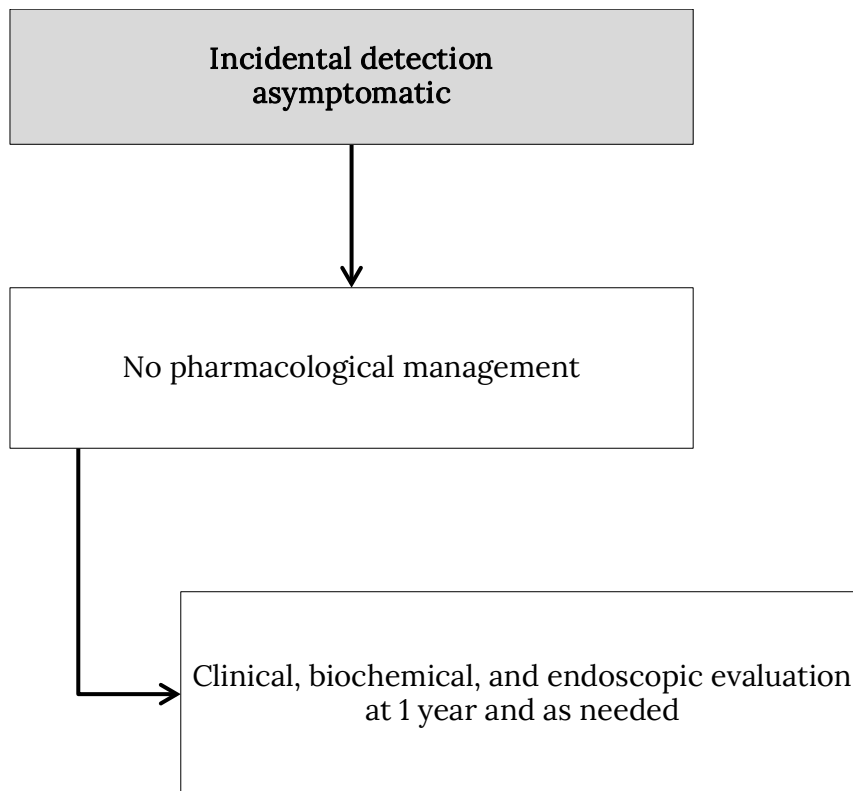 Incidental detection
asymptomatic
No pharmacological management
Clinical, biochemical, and endoscopic evaluation
at 1 year and as needed